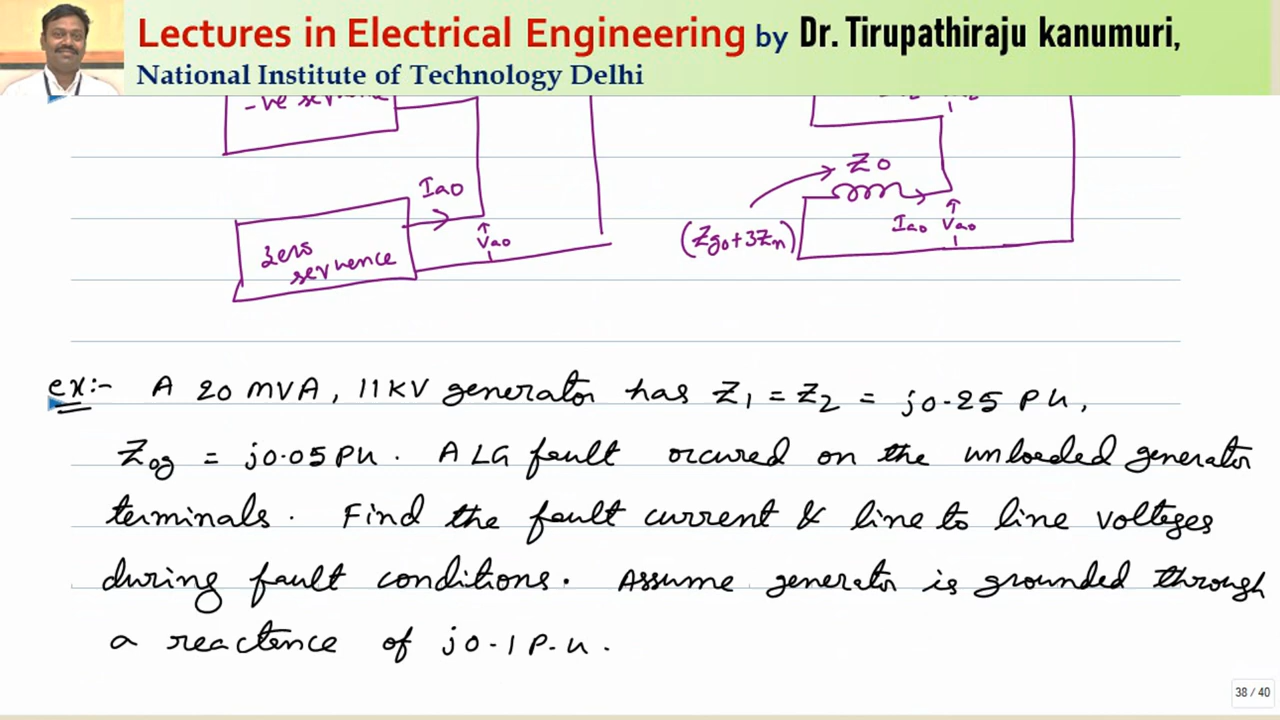 Lectures in Electrical Engineering by Dr. Tirupathiraju kanumuri,
National Institute of Technology Delhi
-ve sequence
Ia0
Va0
zero
sequence
Z0
(Zg0+3Zn)
Ia0 Va0
ex:- A 20 MVA, 11KV generator has Z1 = Z2 = j0.25 PU,
Z0g = j0.05PU. A LG fault occured on the unloaded generator
terminals. Find the fault current & line to line volteges
during fault conditions. Assume generator is grounded through
a reactence of j0.1 P.u.
38 / 40